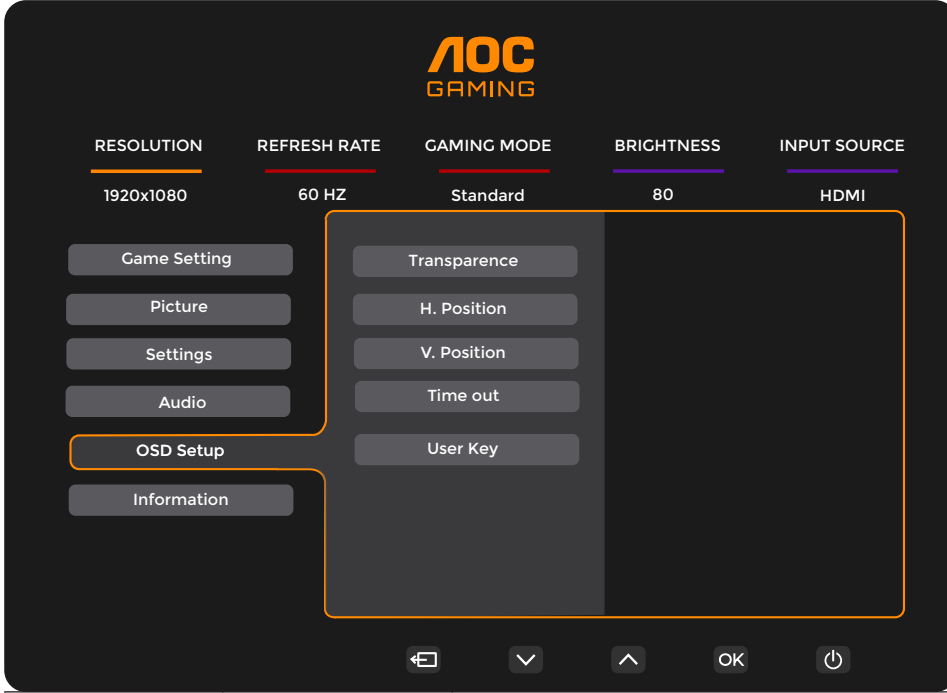 AOC
GAMING
RESOLUTION REFRESH RATE GAMING MODE BRIGHTNESS INPUT SOURCE
1920x1080 60 HZ Standard 80 HDMI
Game Setting Transparence
Picture H. Position
Settings V. Position
Audio Time out
OSD Setup User Key
Information
OK